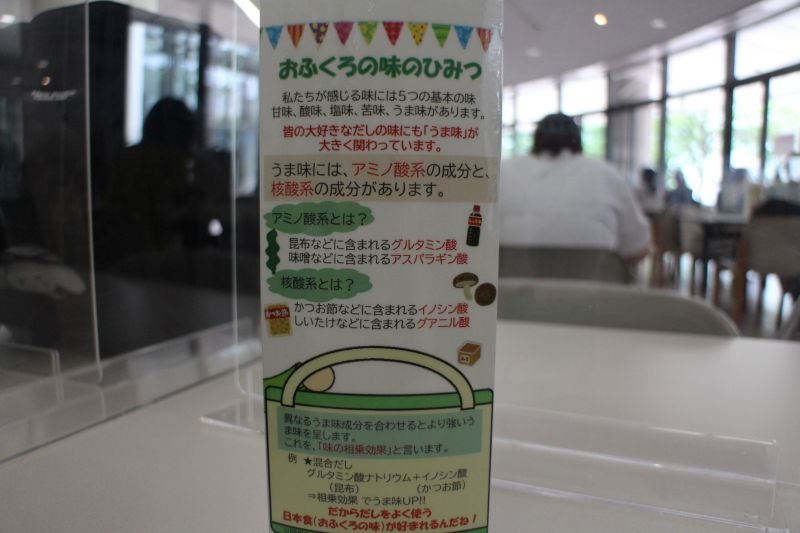 おふくろの味のひみつ
私たちが感じる味には5つの基本の味
甘味、酸味、塩味、苦味、うま味があります。
皆の大好きなだしの味にも「うま味」が
大きく関わっています。
うま味には、アミノ酸系の成分と、
核酸系の成分があります。
アミノ酸系とは？
昆布などに含まれるグルタミン酸
味噌などに含まれるアスパラギン酸
核酸系とは？
かつお節などに含まれるイノシン酸
しいたけなどに含まれるグアニル酸
異なるうま味成分を合わせるとより強いう
ま味を呈します。
これを、「味の相乗効果」と言います。
例 ★混合だし
グルタミン酸ナトリウム＋イノシン酸
（昆布） （かつお節）
⇒相乗効果 でうま味UP!!
だからだしをよく使う
日本食（おふくろの味）が好まれるんだね！